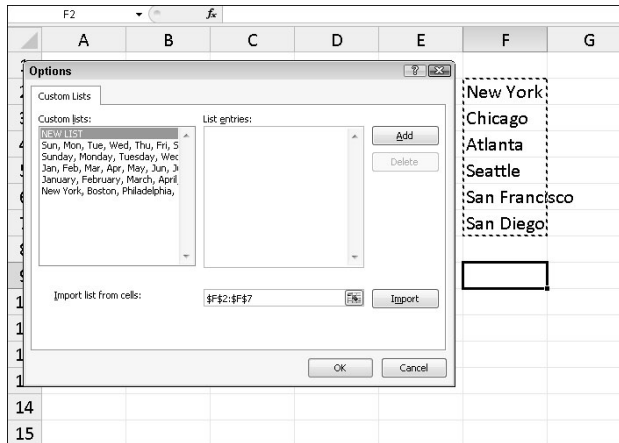 F2 fx
A B C D E F G
Options
Custom Lists
Custom lists: List entries:
NEW LIST
Sun, Mon, Tue, Wed, Thu, Fri, S
Sunday, Monday, Tuesday, Wed
Jan, Feb, Mar, Apr, May, Jun, J
January, February, March, April,
New York, Boston, Philadelphia,
Add
Delete
Import list from cells: $F$2:$F$7 Import
OK Cancel
New York
Chicago
Atlanta
Seattle
San Francisco
San Diego
14
15